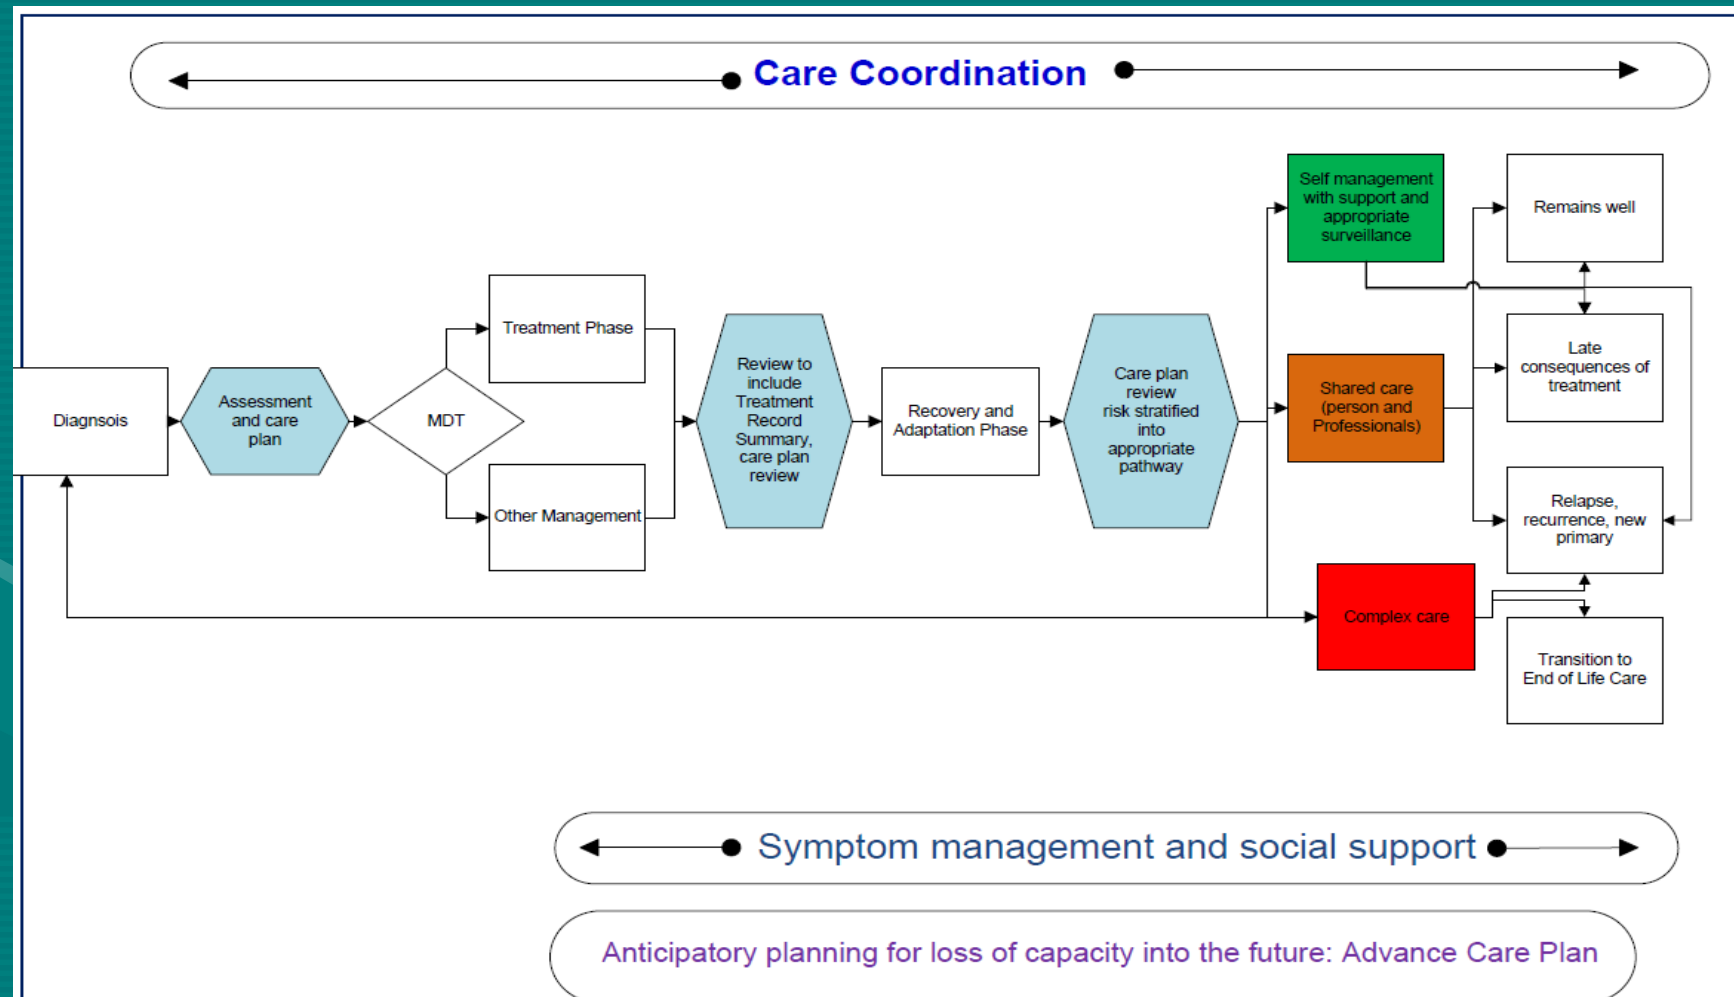 Care Coordination
Self management
with support and
appropriate
surveillance
Remains well
Treatment Phase
Late
consequences of
treatment
Review to
include
Treatment
Record
Summary,
care plan
review
Care plan
review
risk stratified
into
appropriate
pathway
Shared care
(person and
Professionals)
Diagnsois
Assessment
and care
plan
MDT
Recovery and
Adaptation Phase
Other Management
Relapse,
recurrence, new
primary
Complex care
Transition to
End of Life Care
Symptom management and social support
Anticipatory planning for loss of capacity into the future: Advance Care Plan